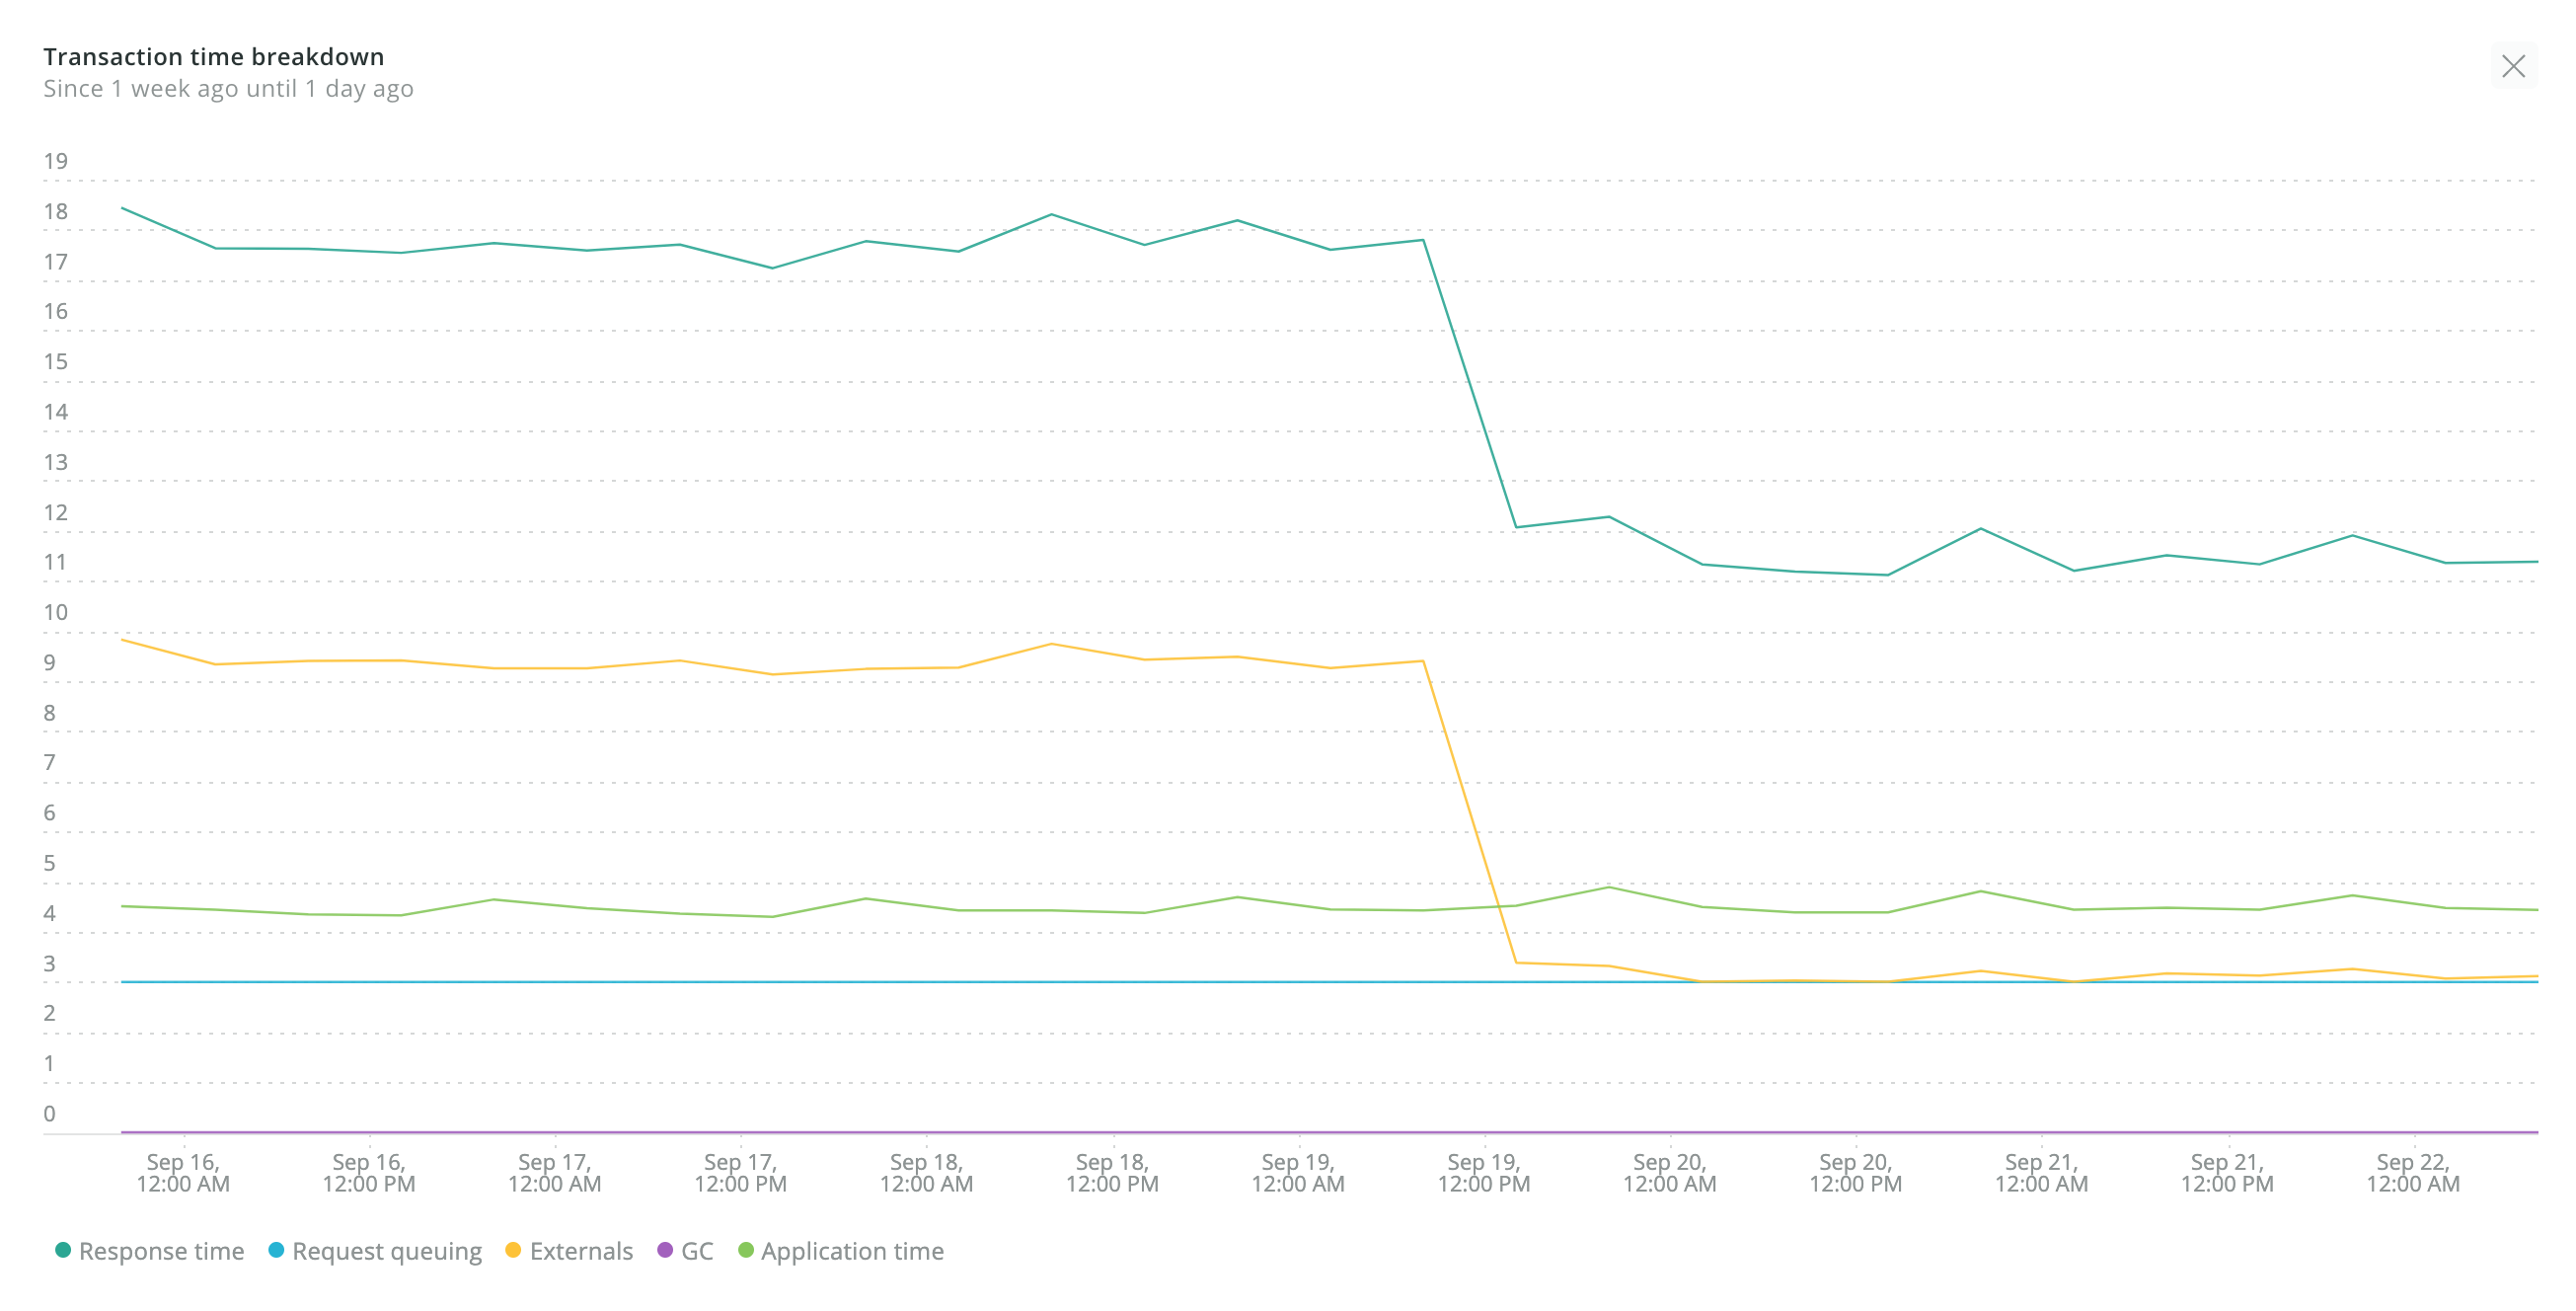 Transaction time breakdown
Since 1 week ago until 1 day ago
19
18
17
16
15
14
13
12
11
10
9
8
7
6
5
4
3
2
1
0
Sep 16,
12:00 AM
Sep 16,
12:00 PM
Sep 17,
12:00 AM
Sep 17,
12:00 PM
Sep 18,
12:00 AM
Sep 18,
12:00 PM
Sep 19,
12:00 AM
Sep 19,
12:00 PM
Sep 20,
12:00 AM
Sep 20,
12:00 PM
Sep 21,
12:00 AM
Sep 21,
12:00 PM
Sep 22,
12:00 AM
Response time Request queuing Externals GC Application time